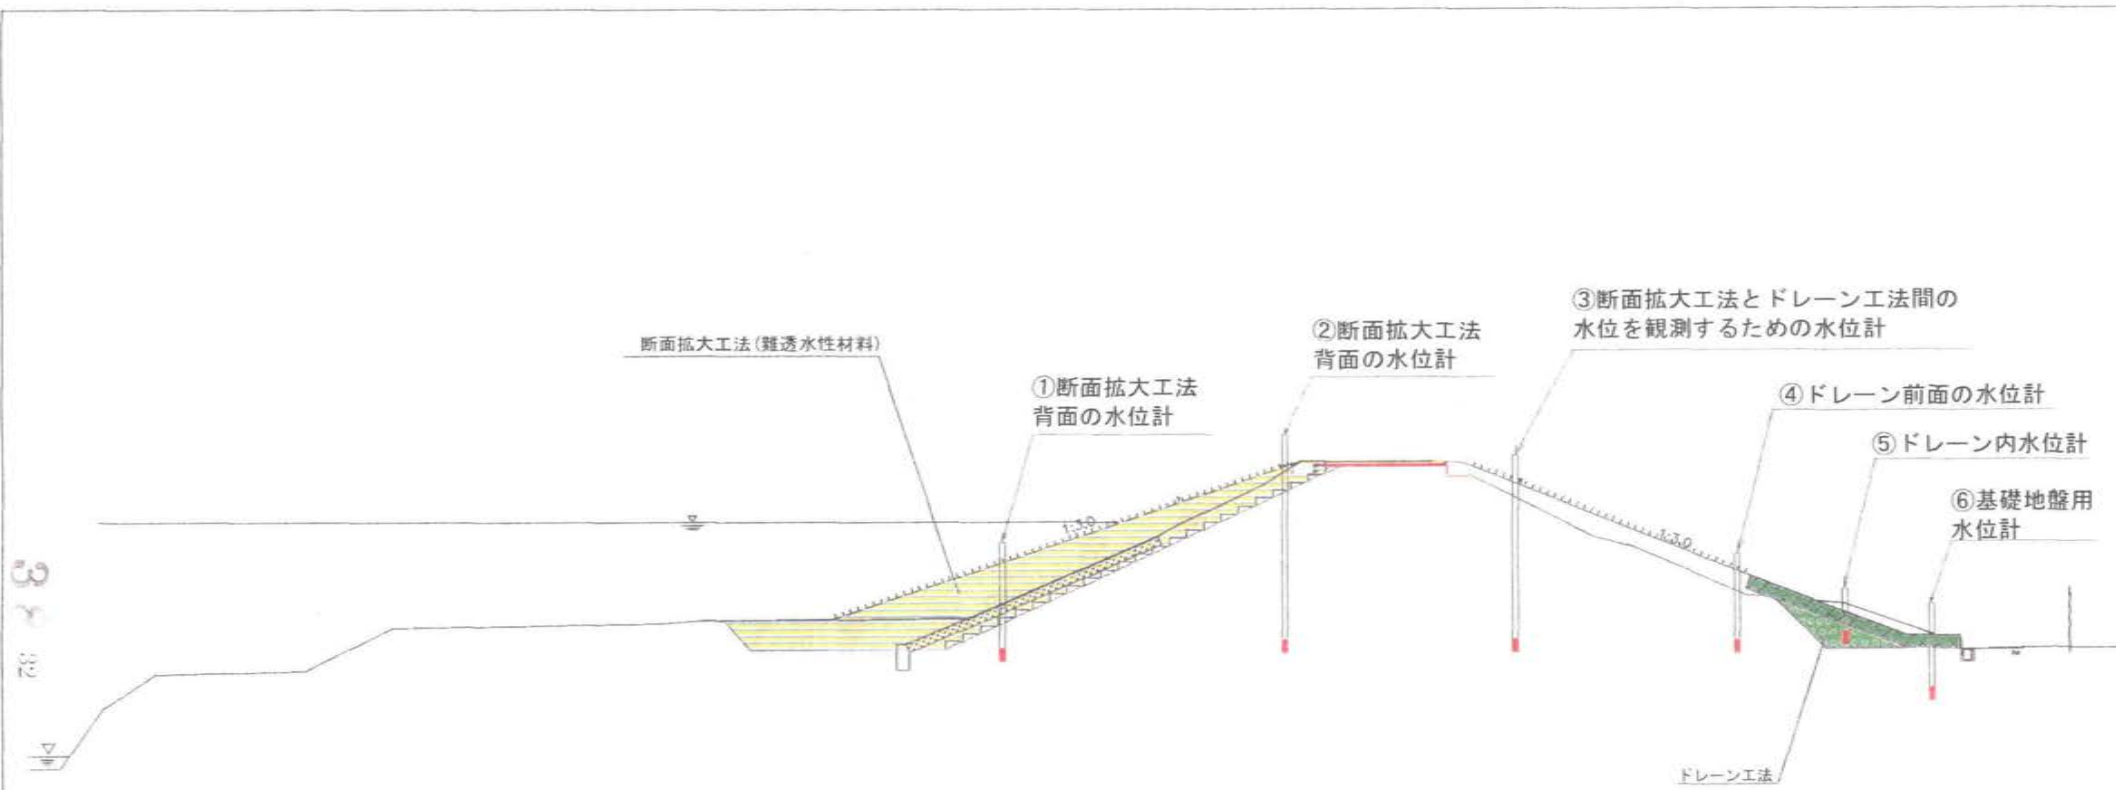 ③断面拡大工法とドレーン工法間の
水位を観測するための水位計
②断面拡大工法
背面の水位計
断面拡大工法(難透水性材料)
①断面拡大工法
背面の水位計
④ドレーン前面の水位計
⑤ドレーン内水位計
⑥基礎地盤用
水位計
1:3.0
1:3.0
ドレーン工法